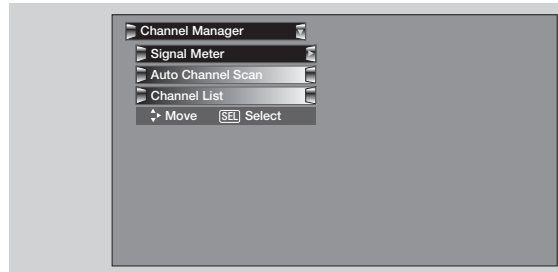 Channel Manager
Signal Meter
Auto Channel Scan
Channel List
Move SEL Select